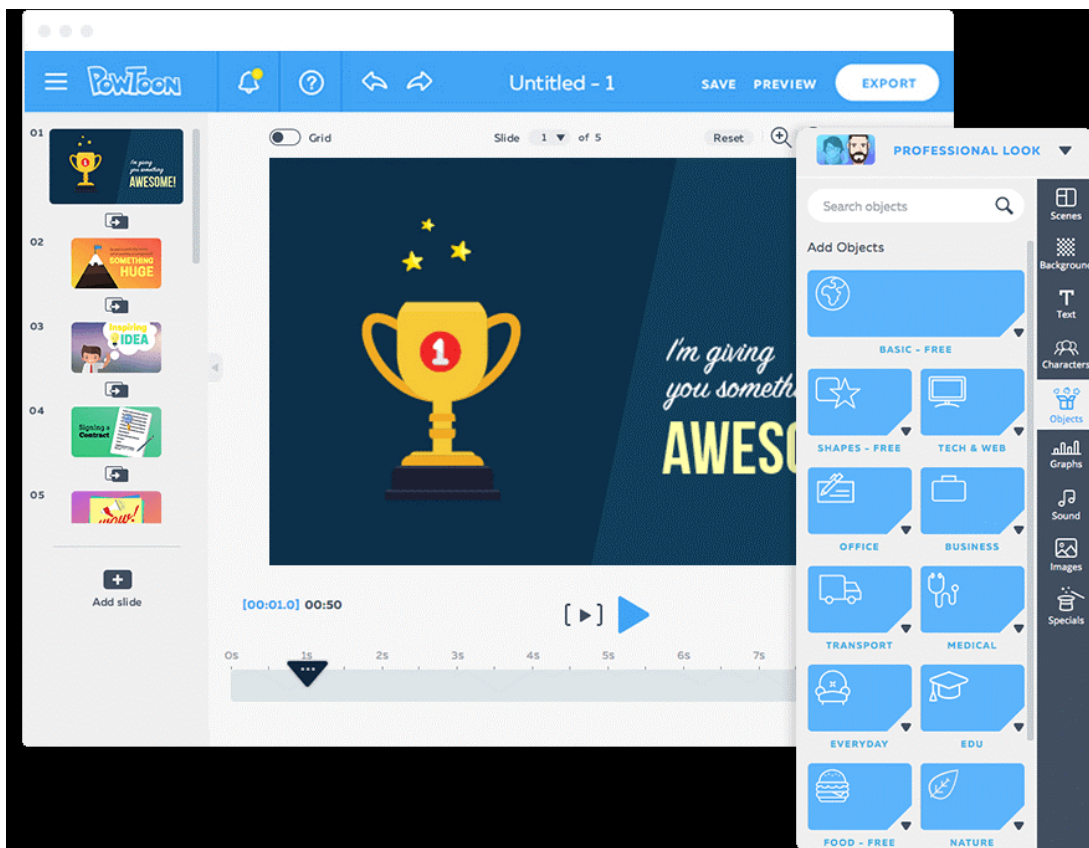 POWTOON
?
Untitled - 1
SAVE
PREVIEW
EXPORT
01
I'm giving
you something
AWESOME!
02
SOMETHING
HUGE
03
Inspiring
IDEA
04
Signing a
Contract
05
WOW!
Add slide
Grid
Slide 1 of 5
Reset
1
I'm giving
you someth
AWESO
[00:01.0] 00:50
0s 1s 2s 3s 4s 5s 6s 7s
PROFESSIONAL LOOK
Search objects
Add Objects
BASIC - FREE
SHAPES - FREE
TECH & WEB
OFFICE
BUSINESS
TRANSPORT
MEDICAL
EVERYDAY
EDU
FOOD - FREE
NATURE
Scenes
Background
Text
Characters
Objects
Graphs
Sound
Images
Specials